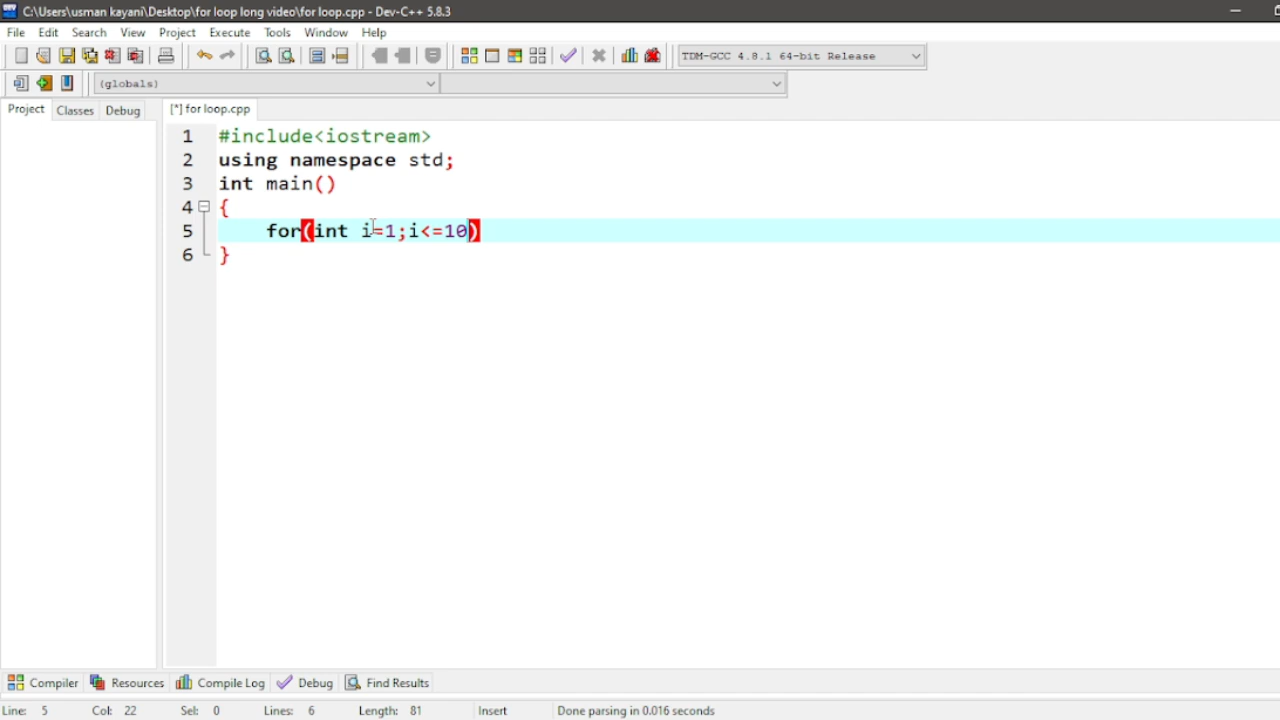 C:\Users\usman kayani\Desktop\for loop long video\for loop.cpp - Dev-C++ 5.8.3
File Edit Search View Project Execute Tools Window Help
TDM-GCC 4.8.1 64-bit Release
(globals)
Project Classes Debug [*] for loop.cpp
1 #include<iostream>
2 using namespace std;
3 int main()
4 {
5 for(int i=1;i<=10)
6 }
Compiler Resources Compile Log Debug Find Results
Line: 5 Col: 22 Sel: 0 Lines: 6 Length: 81 Insert Done parsing in 0.016 seconds